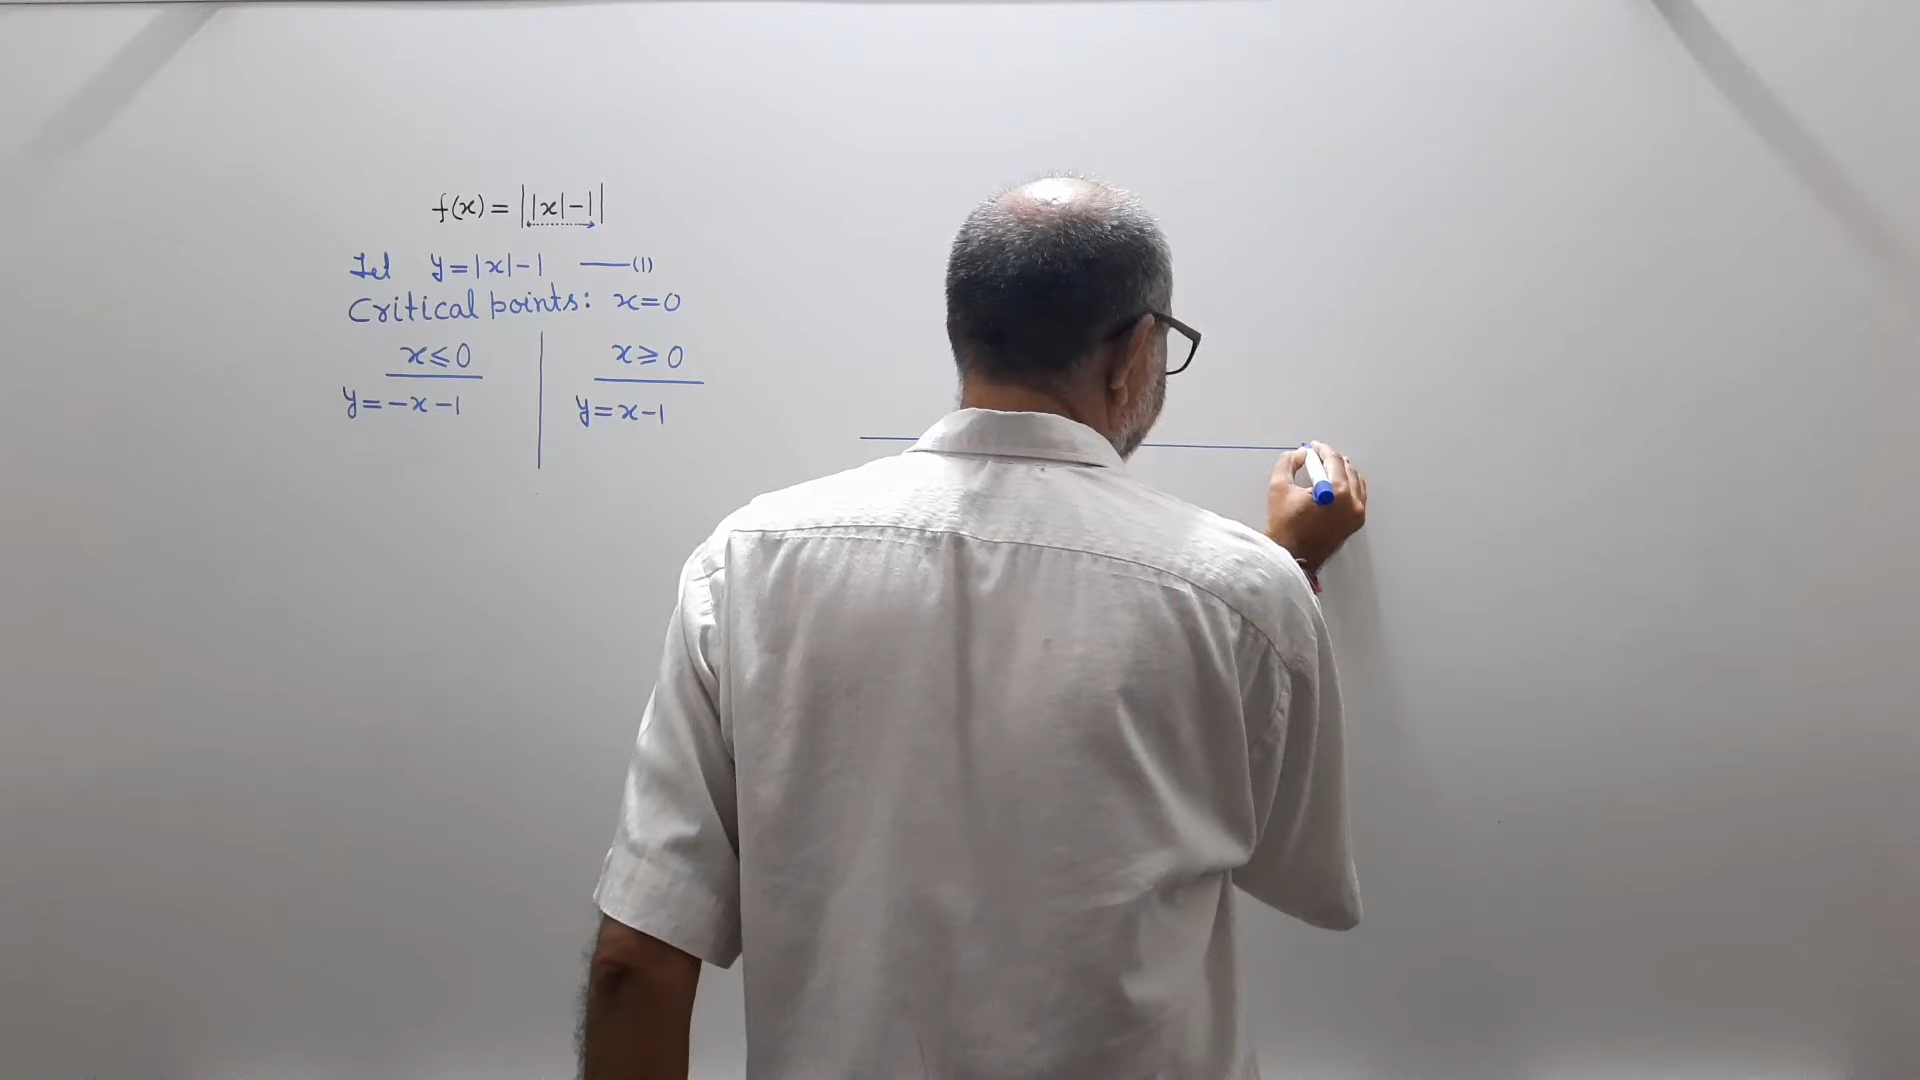 f(x) = ||x|-1|
Let y=|x|-1 ——(1)
Critical points: x=0
x⩽0 x⩾0
y=-x-1 y=x-1